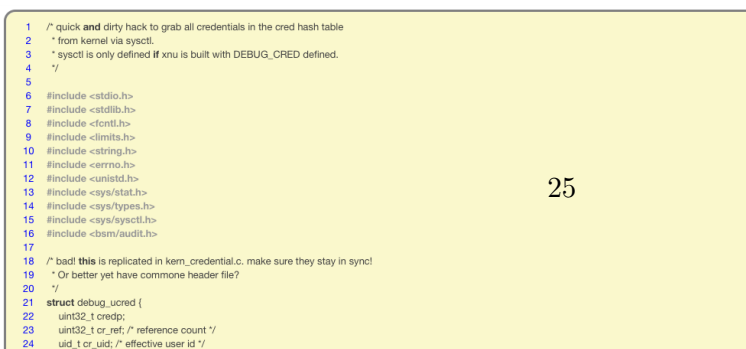 1 /* quick and dirty hack to grab all credentials in the cred hash table
2 * from kernel via sysctl.
3 * sysctl is only defined if xnu is built with DEBUG_CRED defined.
4 */
5
6 #include <stdio.h>
7 #include <stdlib.h>
8 #include <fcntl.h>
9 #include <limits.h>
10 #include <string.h>
11 #include <errno.h>
12 #include <unistd.h>
13 #include <sys/stat.h>
14 #include <sys/types.h>
15 #include <sys/sysctl.h>
16 #include <bsm/audit.h>
17
18 /* bad! this is replicated in kern_credential.c. make sure they stay in sync!
19 * Or better yet have commone header file?
20 */
21 struct debug_ucred {
22 uint32_t credp;
23 uint32_t cr_ref; /* reference count */
24 uid_t cr_uid; /* effective user id */
25